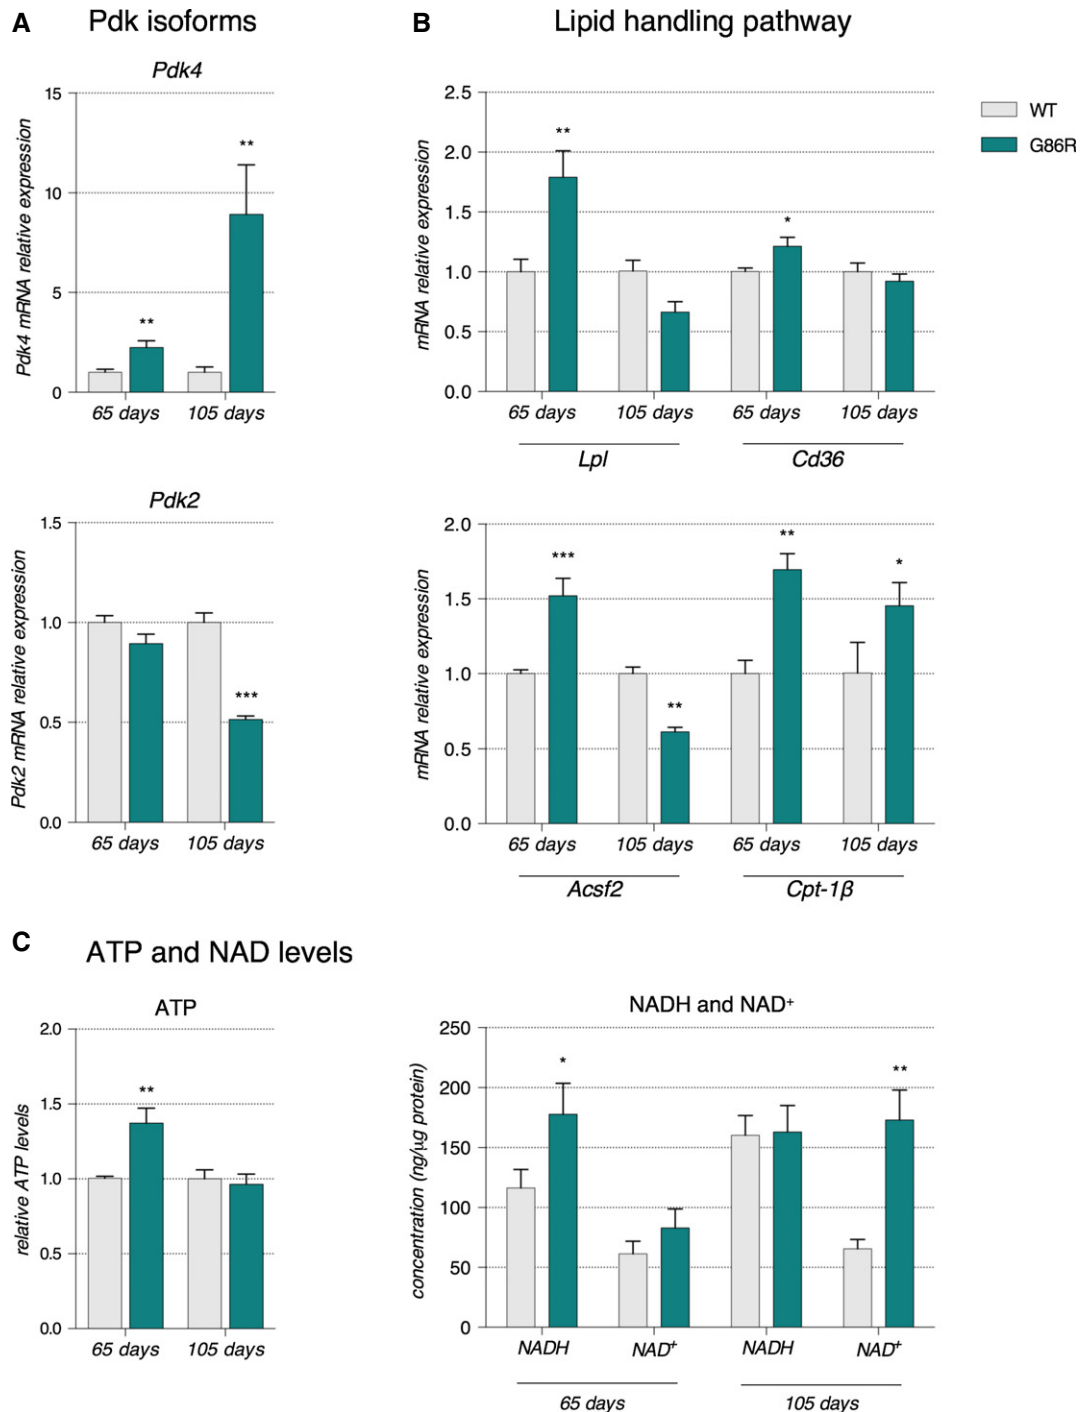 A Pdk isoforms
Pdk4
Pdk4 mRNA relative expression
15
10
5
0
**
**
65 days 105 days
Pdk2
Pdk2 mRNA relative expression
1.5
1.0
0.5
0.0
***
65 days 105 days
B Lipid handling pathway
WT
G86R
mRNA relative expression
2.5
2.0
1.5
1.0
0.5
0.0
**
*
65 days 105 days 65 days 105 days
Lpl Cd36
mRNA relative expression
2.0
1.5
1.0
0.5
0.0
***
**
**
*
65 days 105 days 65 days 105 days
Acsf2 Cpt-1β
C ATP and NAD levels
ATP
relative ATP levels
2.0
1.5
1.0
0.5
0.0
**
65 days 105 days
NADH and NAD⁺
concentration (ng/µg protein)
250
200
150
100
50
0
*
**
NADH NAD⁺ NADH NAD⁺
65 days 105 days